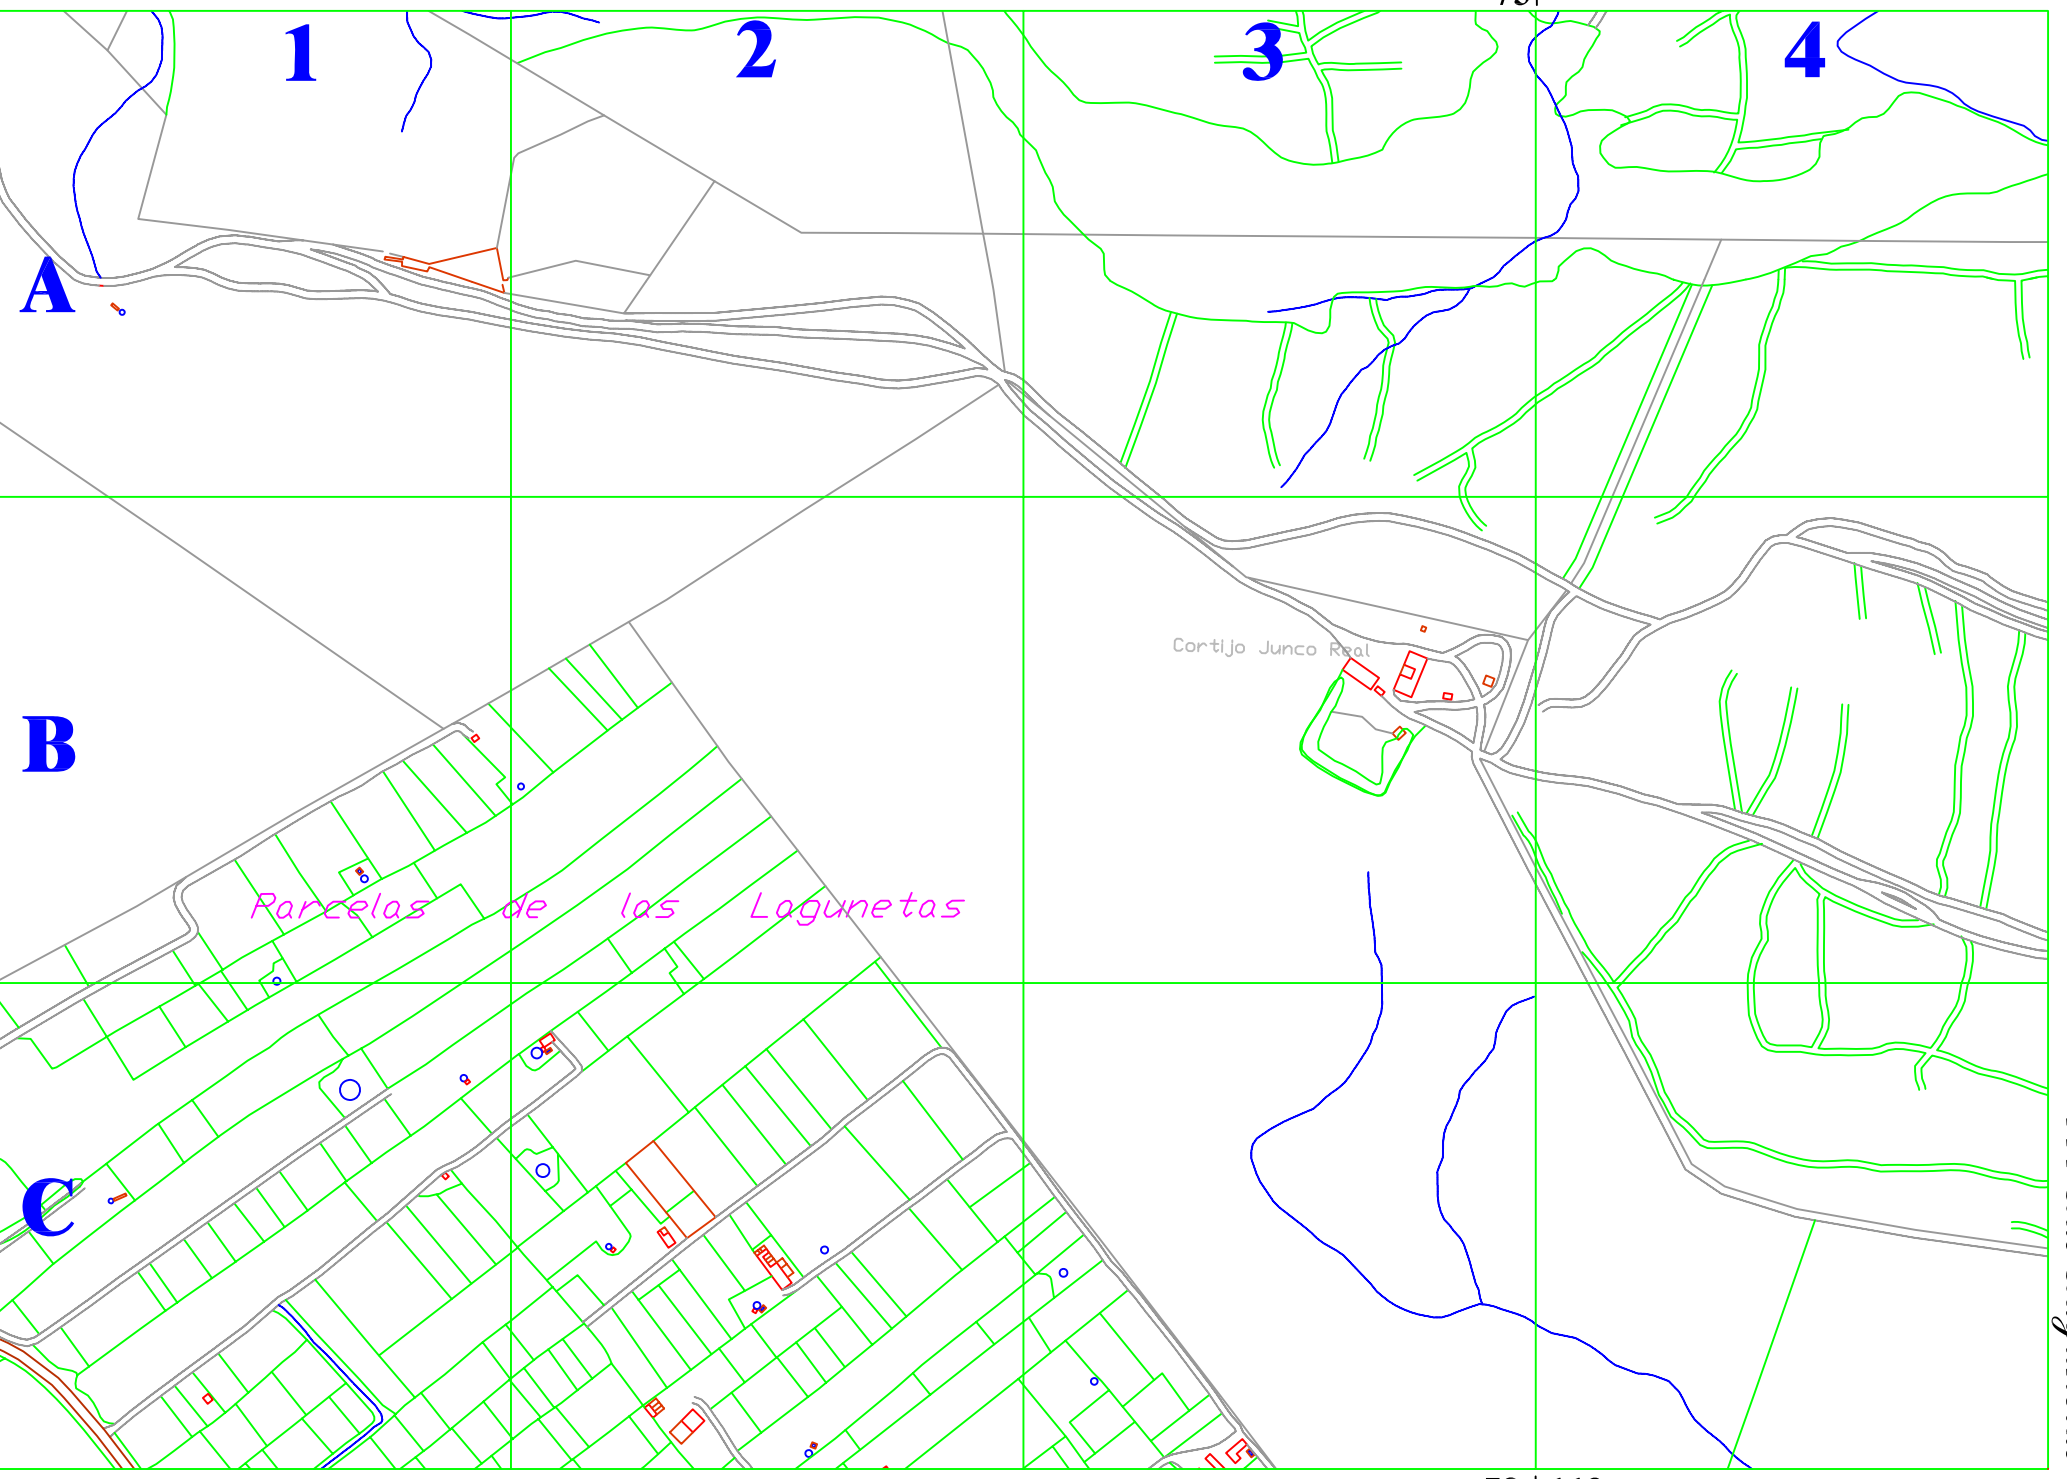 1 2 3 4
A
Cortijo Junco Real
B
Parcelas de las Lagunetas
C